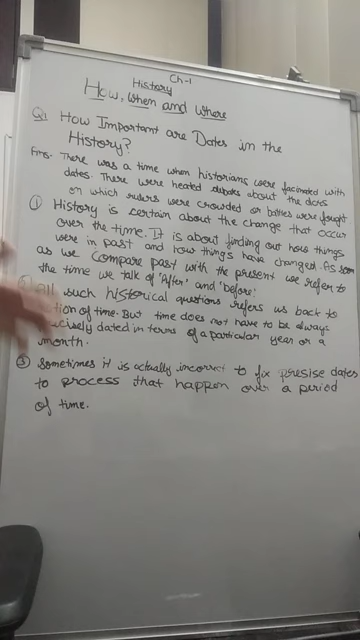 History Ch-1
How, When and Where
Q1 How Important are Dates in the
History?
Ans- There was a time when historians were facinated with
dates. There were heated debates about the dates
on which rulers were crowded or battles were fought
① History is certain about the change that occur
over the time. It is about finding out how things
were in past and how things have changed. As soon
as we compare past with the present we refer to
the time we talk of 'After' and 'before'.
all such historical questions refers us back to
of time. But time does not have to be always
dated in terms of a particular year or a
month.
③ Sometimes it is actually incorrect to fix presise dates
to process that happen over a period
of time.